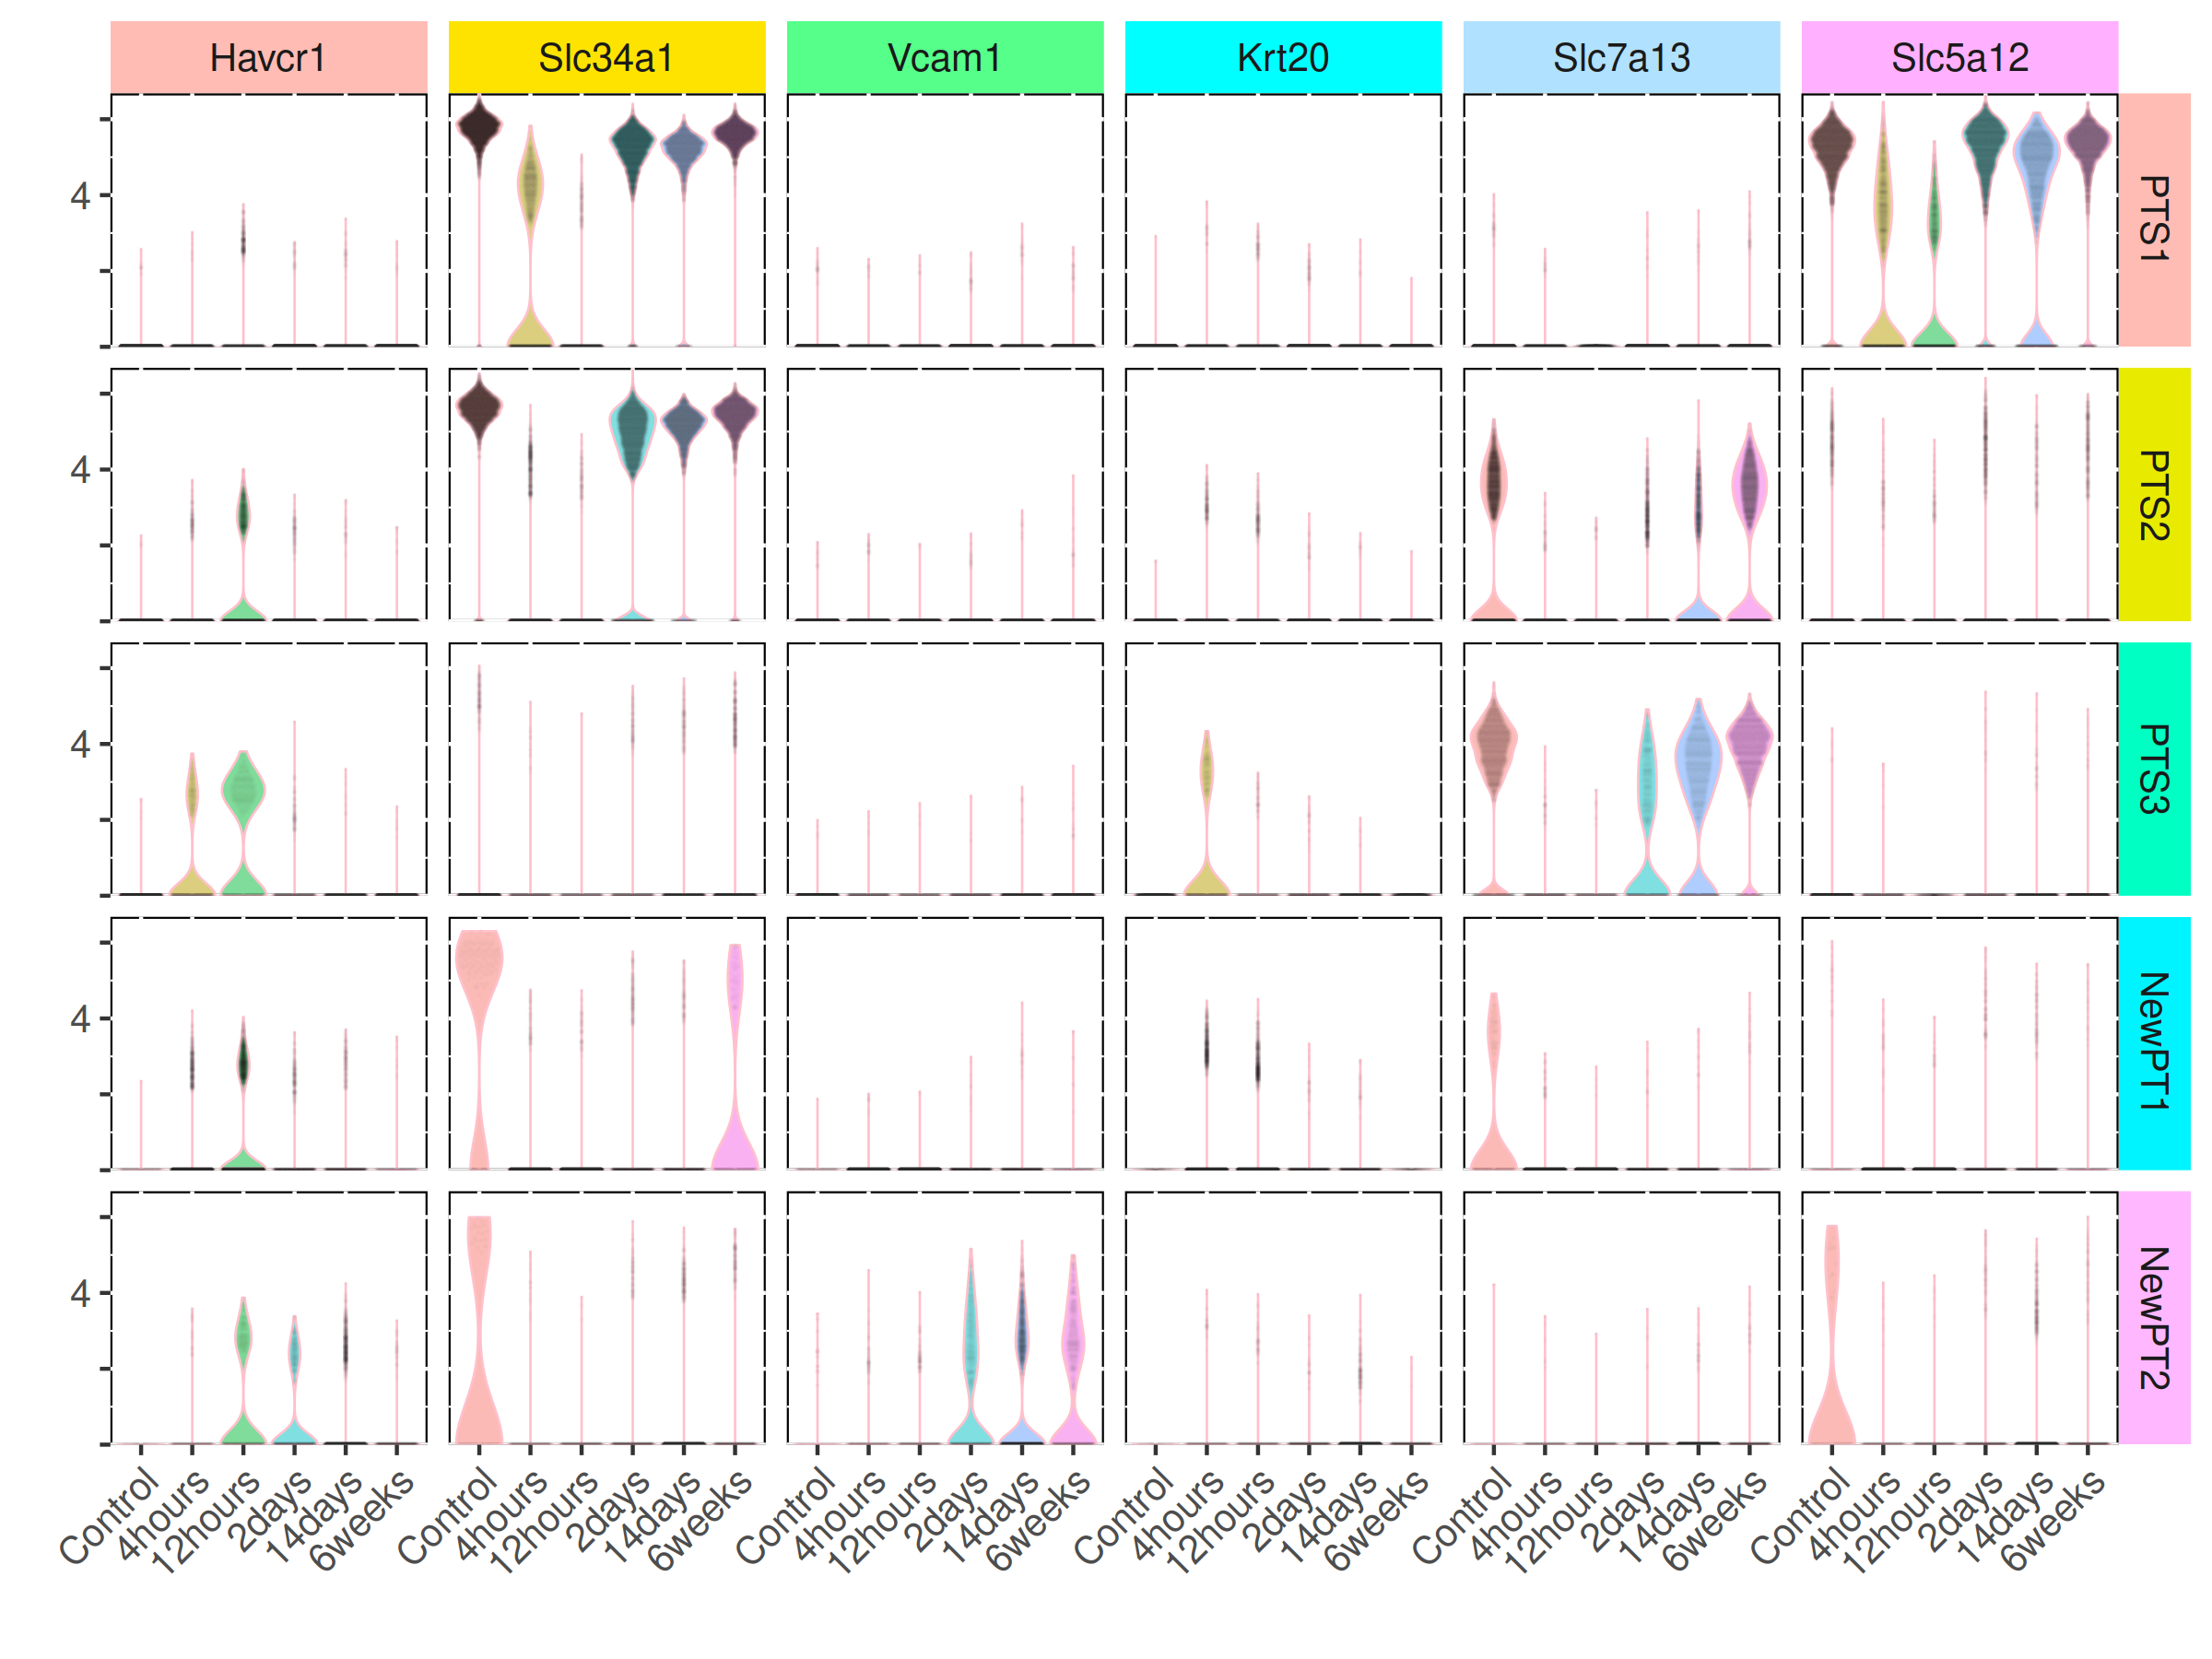 Havcr1 Slc34a1 Vcam1 Krt20 Slc7a13 Slc5a12
4 PTS1
4 PTS2
4 PTS3
4 NewPT1
4 NewPT2
Control 4hours 12hours 2days 14days 6weeks Control 4hours 12hours 2days 14days 6weeks Control 4hours 12hours 2days 14days 6weeks Control 4hours 12hours 2days 14days 6weeks Control 4hours 12hours 2days 14days 6weeks Control 4hours 12hours 2days 14days 6weeks